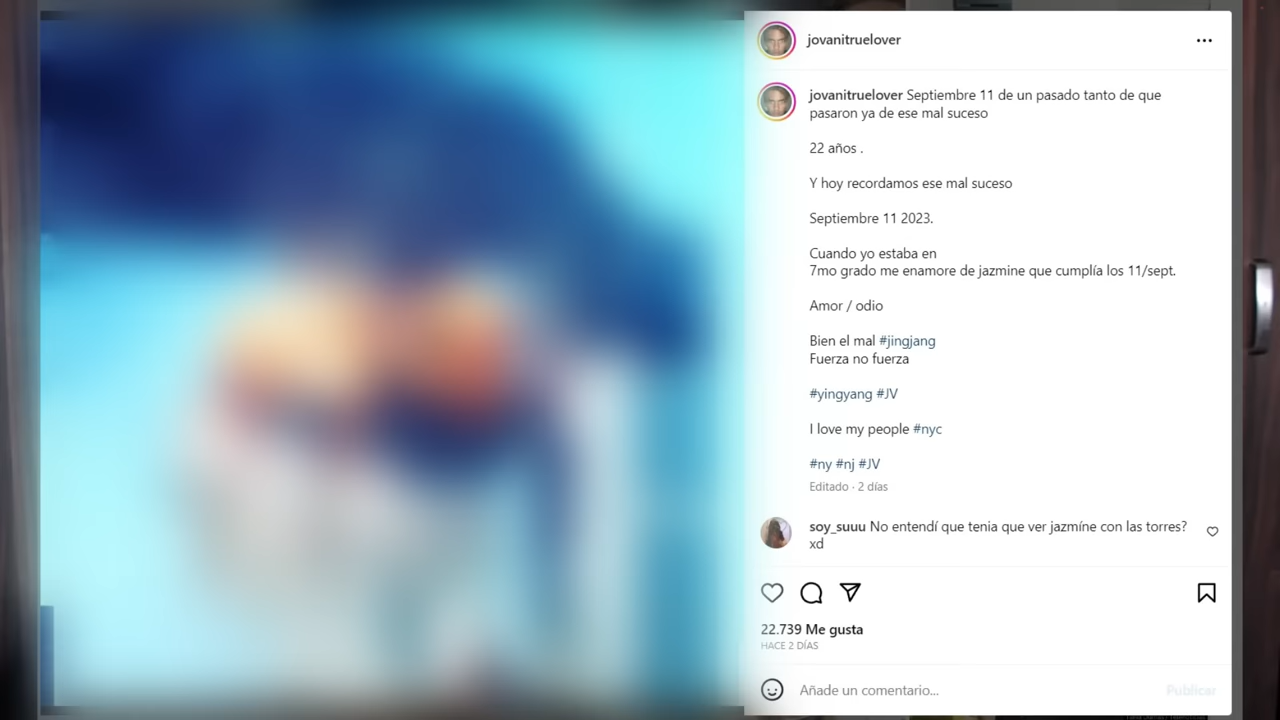 jovanitruelover
jovanitruelover Septiembre 11 de un pasado tanto de que
pasaron ya de ese mal suceso
22 años .
Y hoy recordamos ese mal suceso
Septiembre 11 2023.
Cuando yo estaba en
7mo grado me enamore de jazmine que cumplía los 11/sept.
Amor / odio
Bien el mal #jingjang
Fuerza no fuerza
#yingyang #JV
I love my people #nyc
#ny #nj #JV
Editado · 2 días
soy_suuu No entendí que tenia que ver jazmíne con las torres?
xd
22.739 Me gusta
HACE 2 DÍAS
Añade un comentario...
Publicar